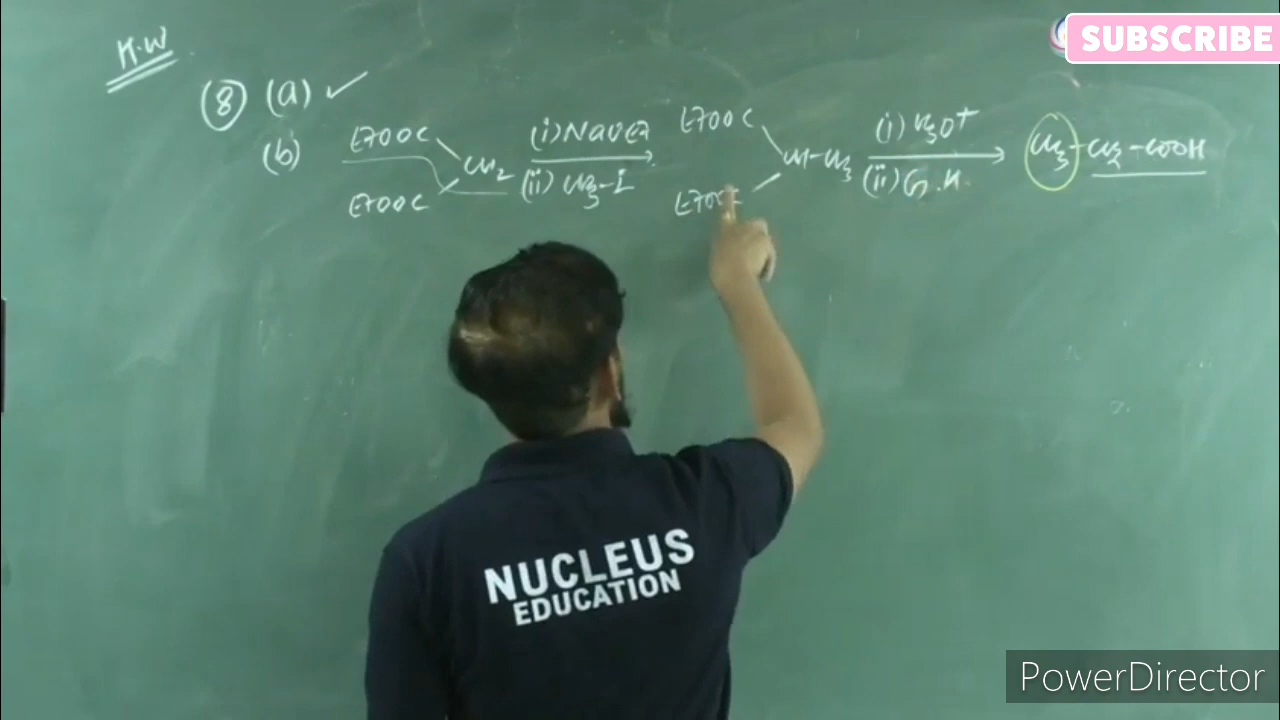 SUBSCRIBE
H.W
(8) (a) ✓
(b) EtOOC EtOOC CH2 (i) NaOEt (ii) CH3-I EtOOC EtOOC CH-CH3 (i) H3O+ (ii) G.H. CH3-CH2-COOH
NUCLEUS
EDUCATION
PowerDirector